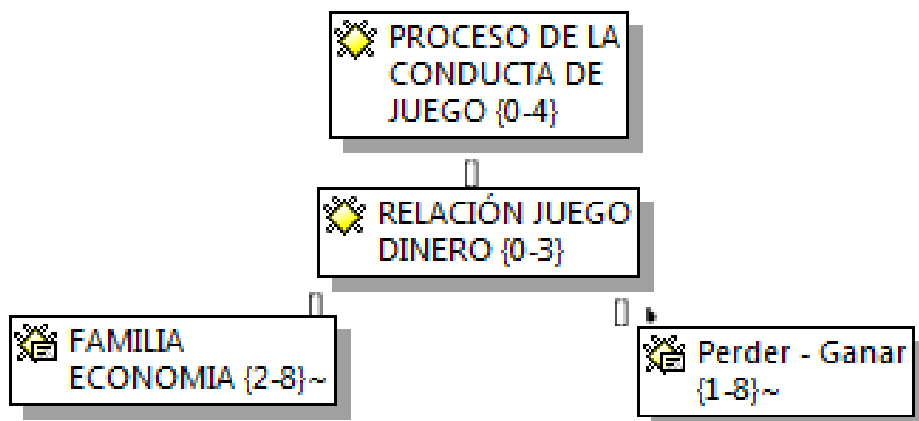 PROCESO DE LA
CONDUCTA DE
JUEGO {0-4}
RELACIÓN JUEGO
DINERO {0-3}
FAMILIA
ECONOMIA {2-8}~
Perder - Ganar
{1-8}~